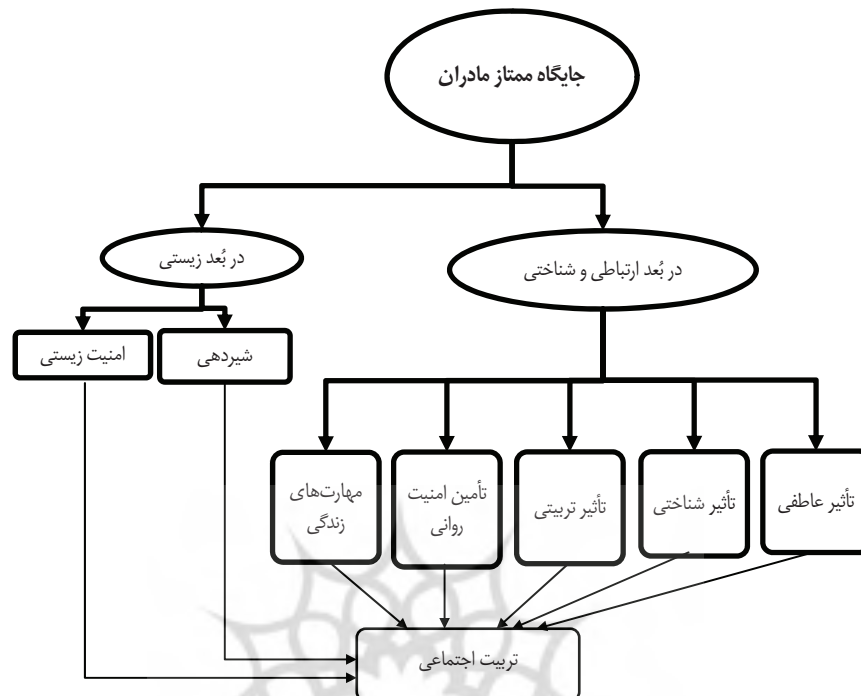 جایگاه ممتاز مادران
در بُعد ارتباطی و شناختی
در بُعد زیستی
شیردهی
امنیت زیستی
تأثیر عاطفی
تأثیر شناختی
تأثیر تربیتی
تأمین امنیت
روانی
مهارت‌های
زندگی
تربیت اجتماعی